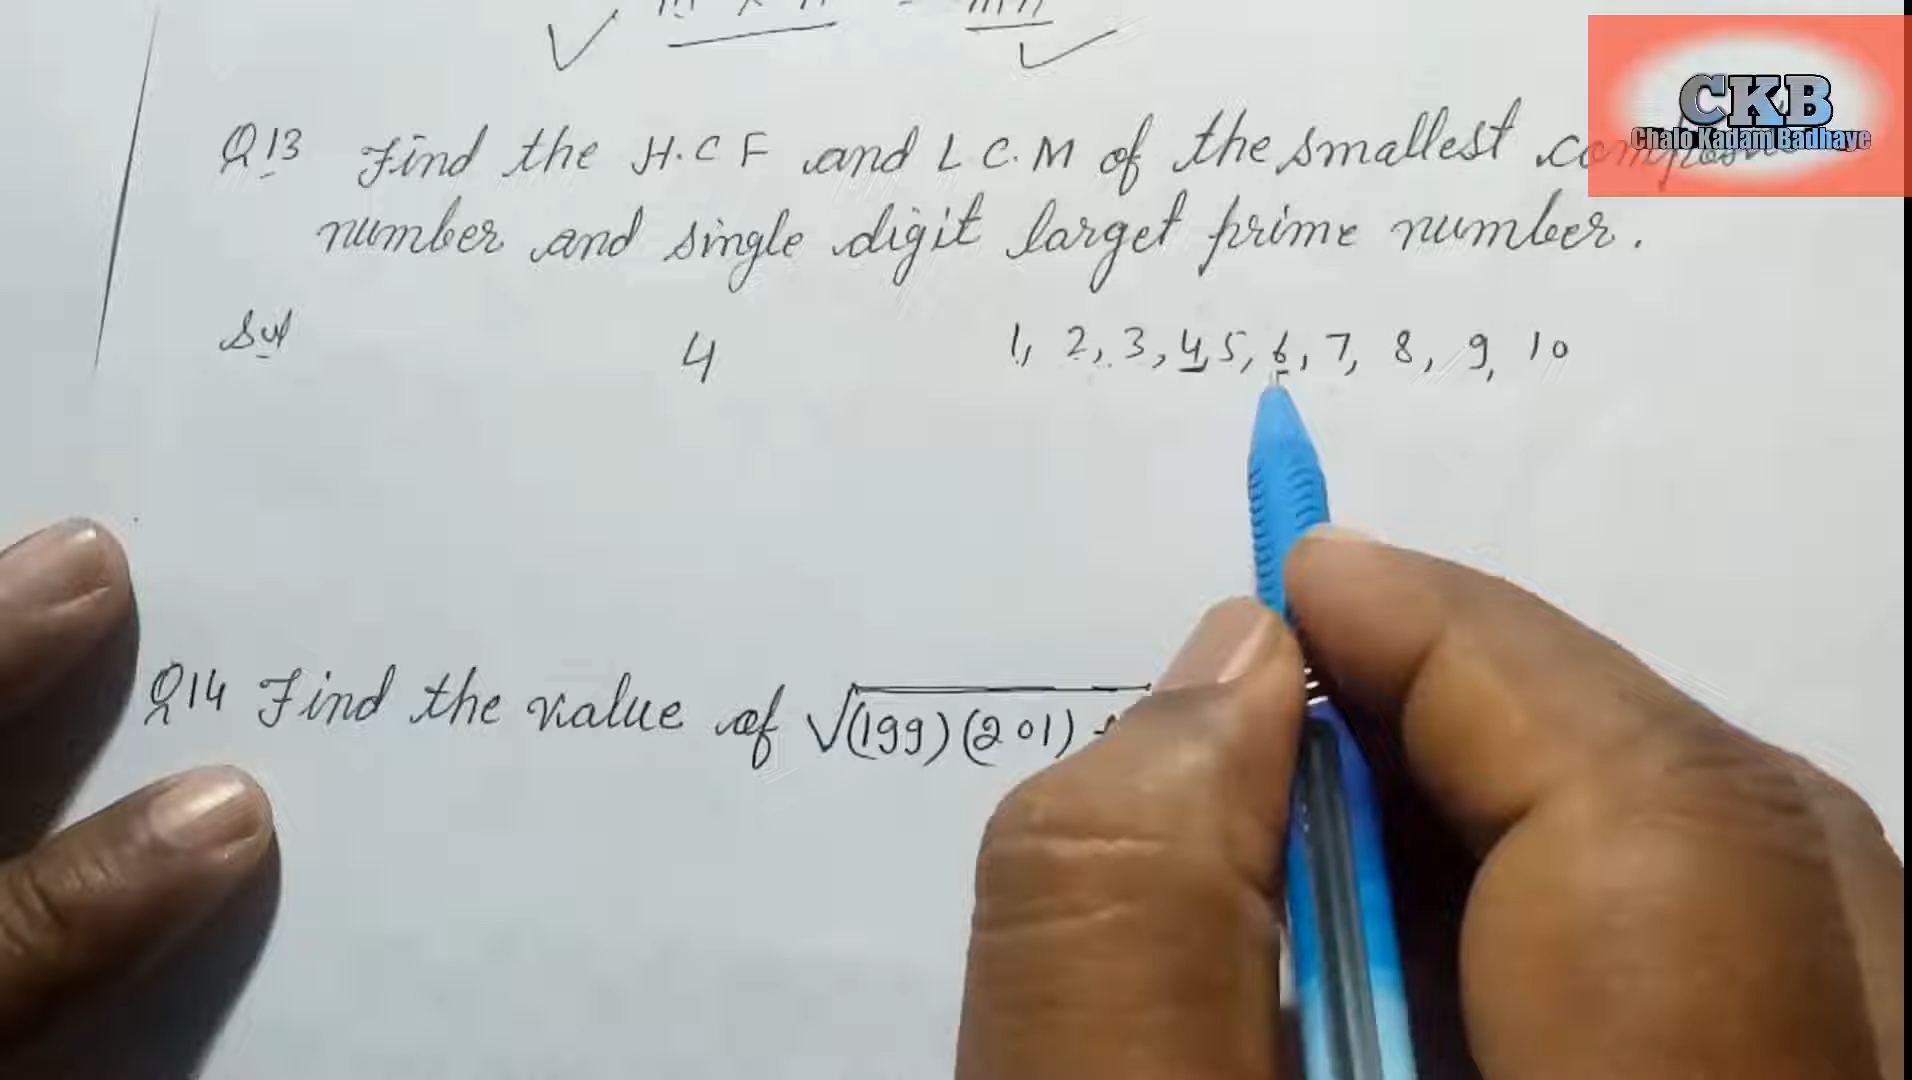 Q13 Find the H.C F and L C.M of the smallest
number and single digit larget prime number.
Sol 4 1, 2, 3, 4, 5, 6, 7, 8, 9, 10
Q14 Find the value of √(199)(201)
CKB
Chalo Kadam Badhaye